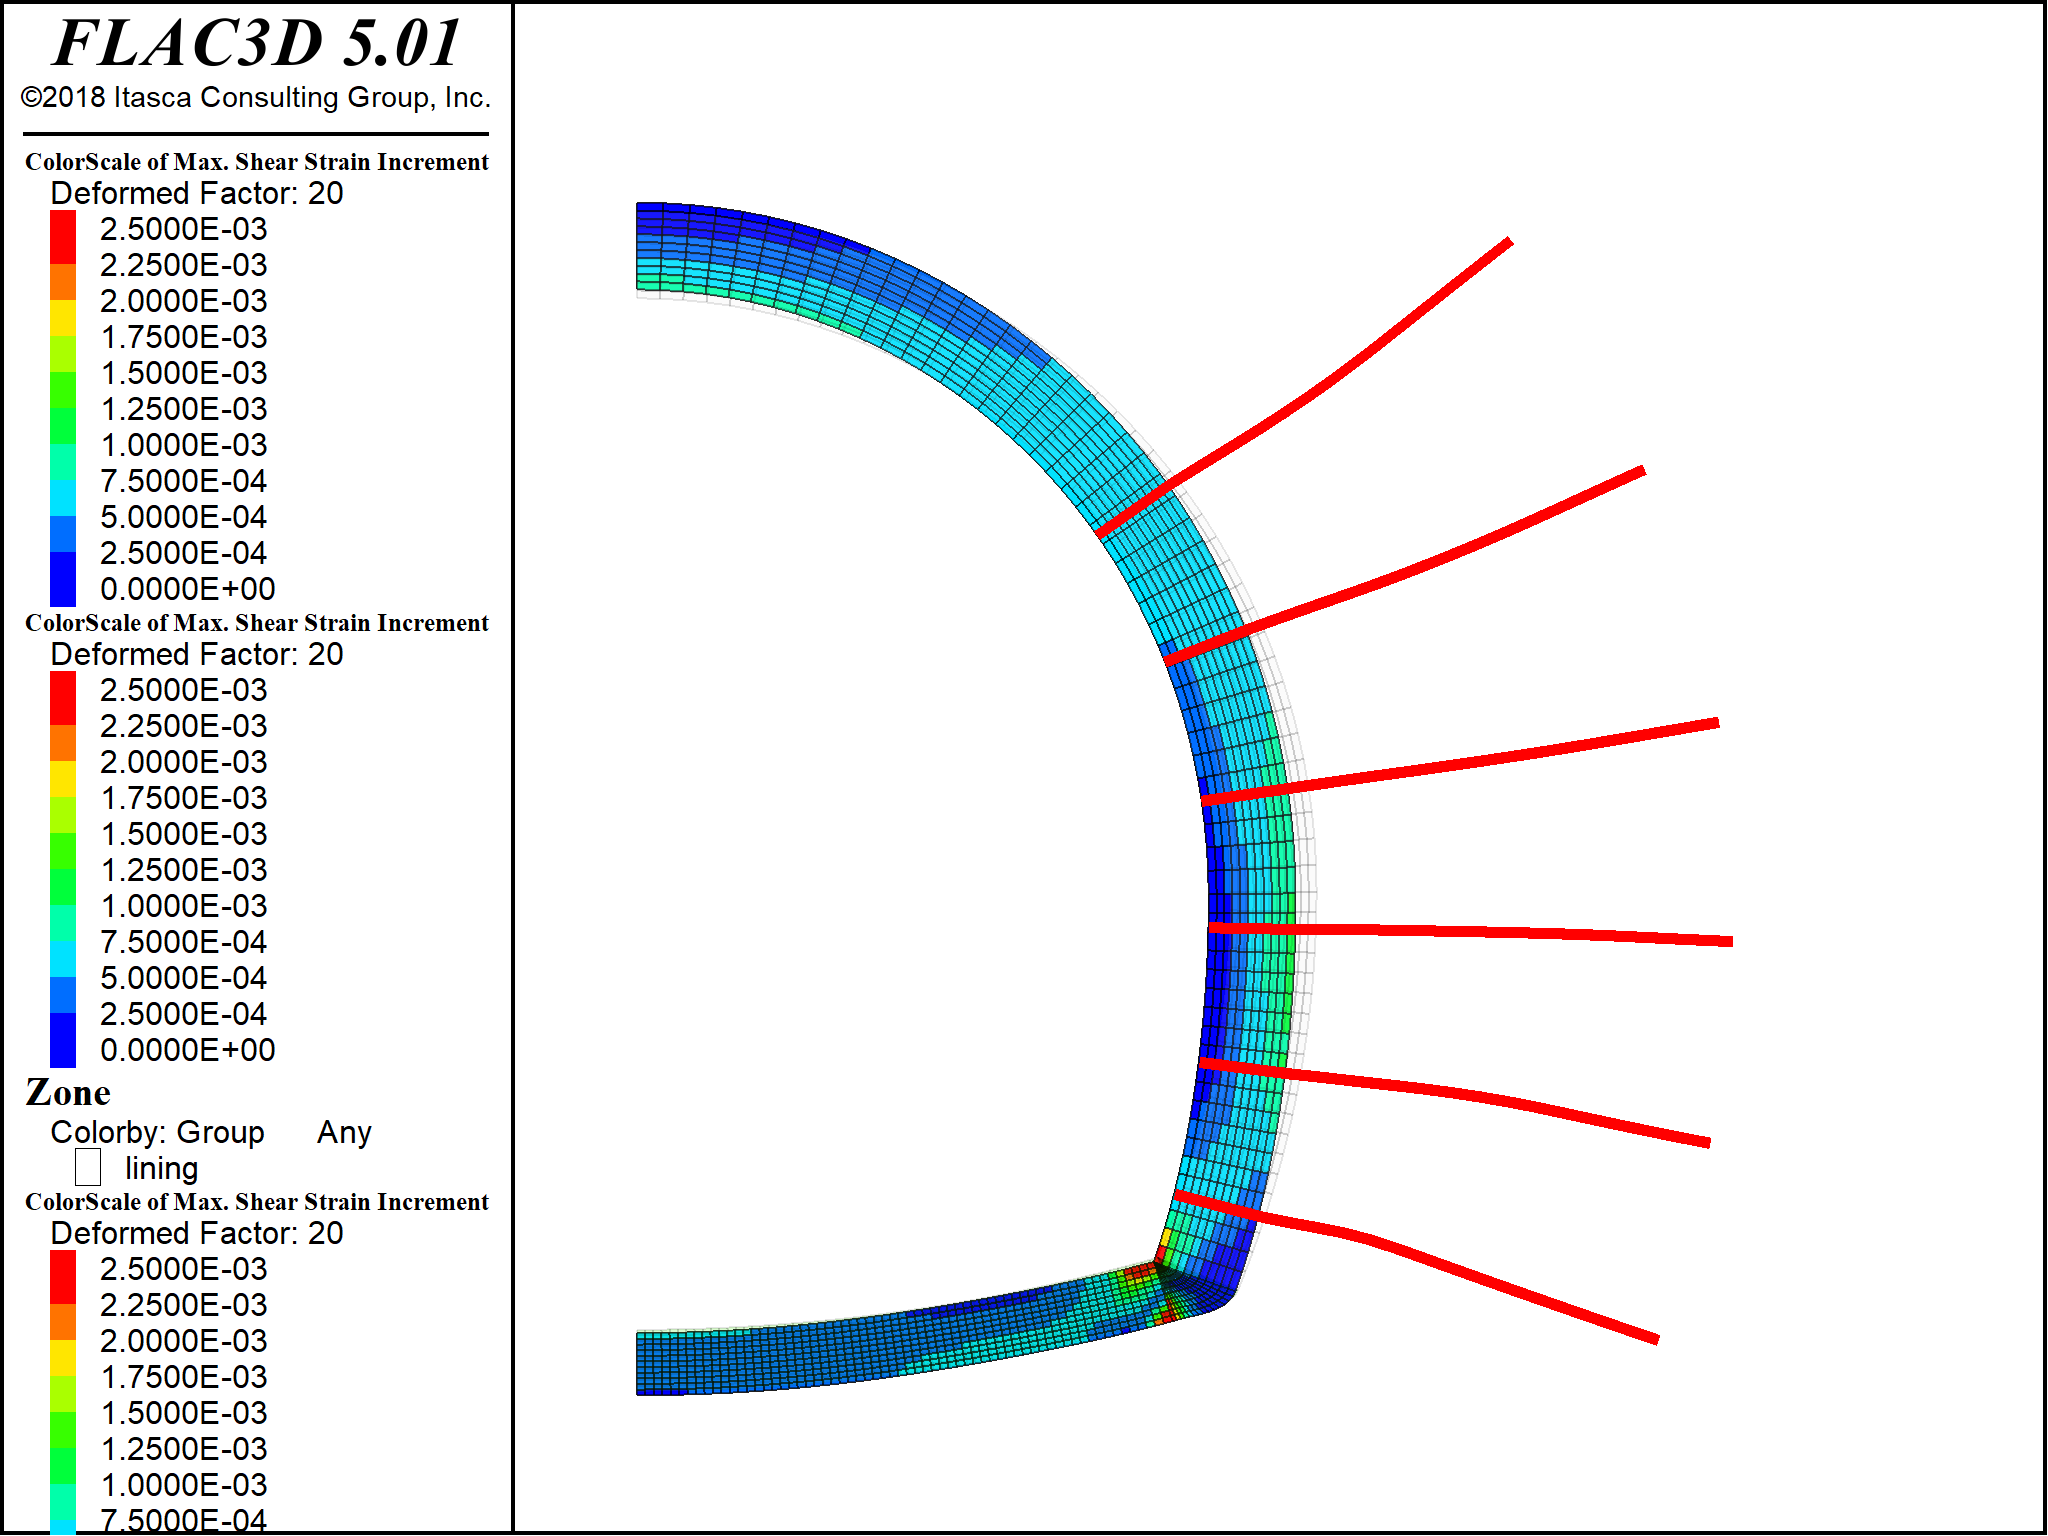 FLAC3D 5.01
©2018 Itasca Consulting Group, Inc.
ColorScale of Max. Shear Strain Increment
Deformed Factor: 20
2.5000E-03
2.2500E-03
2.0000E-03
1.7500E-03
1.5000E-03
1.2500E-03
1.0000E-03
7.5000E-04
5.0000E-04
2.5000E-04
0.0000E+00
ColorScale of Max. Shear Strain Increment
Deformed Factor: 20
2.5000E-03
2.2500E-03
2.0000E-03
1.7500E-03
1.5000E-03
1.2500E-03
1.0000E-03
7.5000E-04
5.0000E-04
2.5000E-04
0.0000E+00
Zone
Colorby: Group Any
lining
ColorScale of Max. Shear Strain Increment
Deformed Factor: 20
2.5000E-03
2.2500E-03
2.0000E-03
1.7500E-03
1.5000E-03
1.2500E-03
1.0000E-03
7.5000E-04